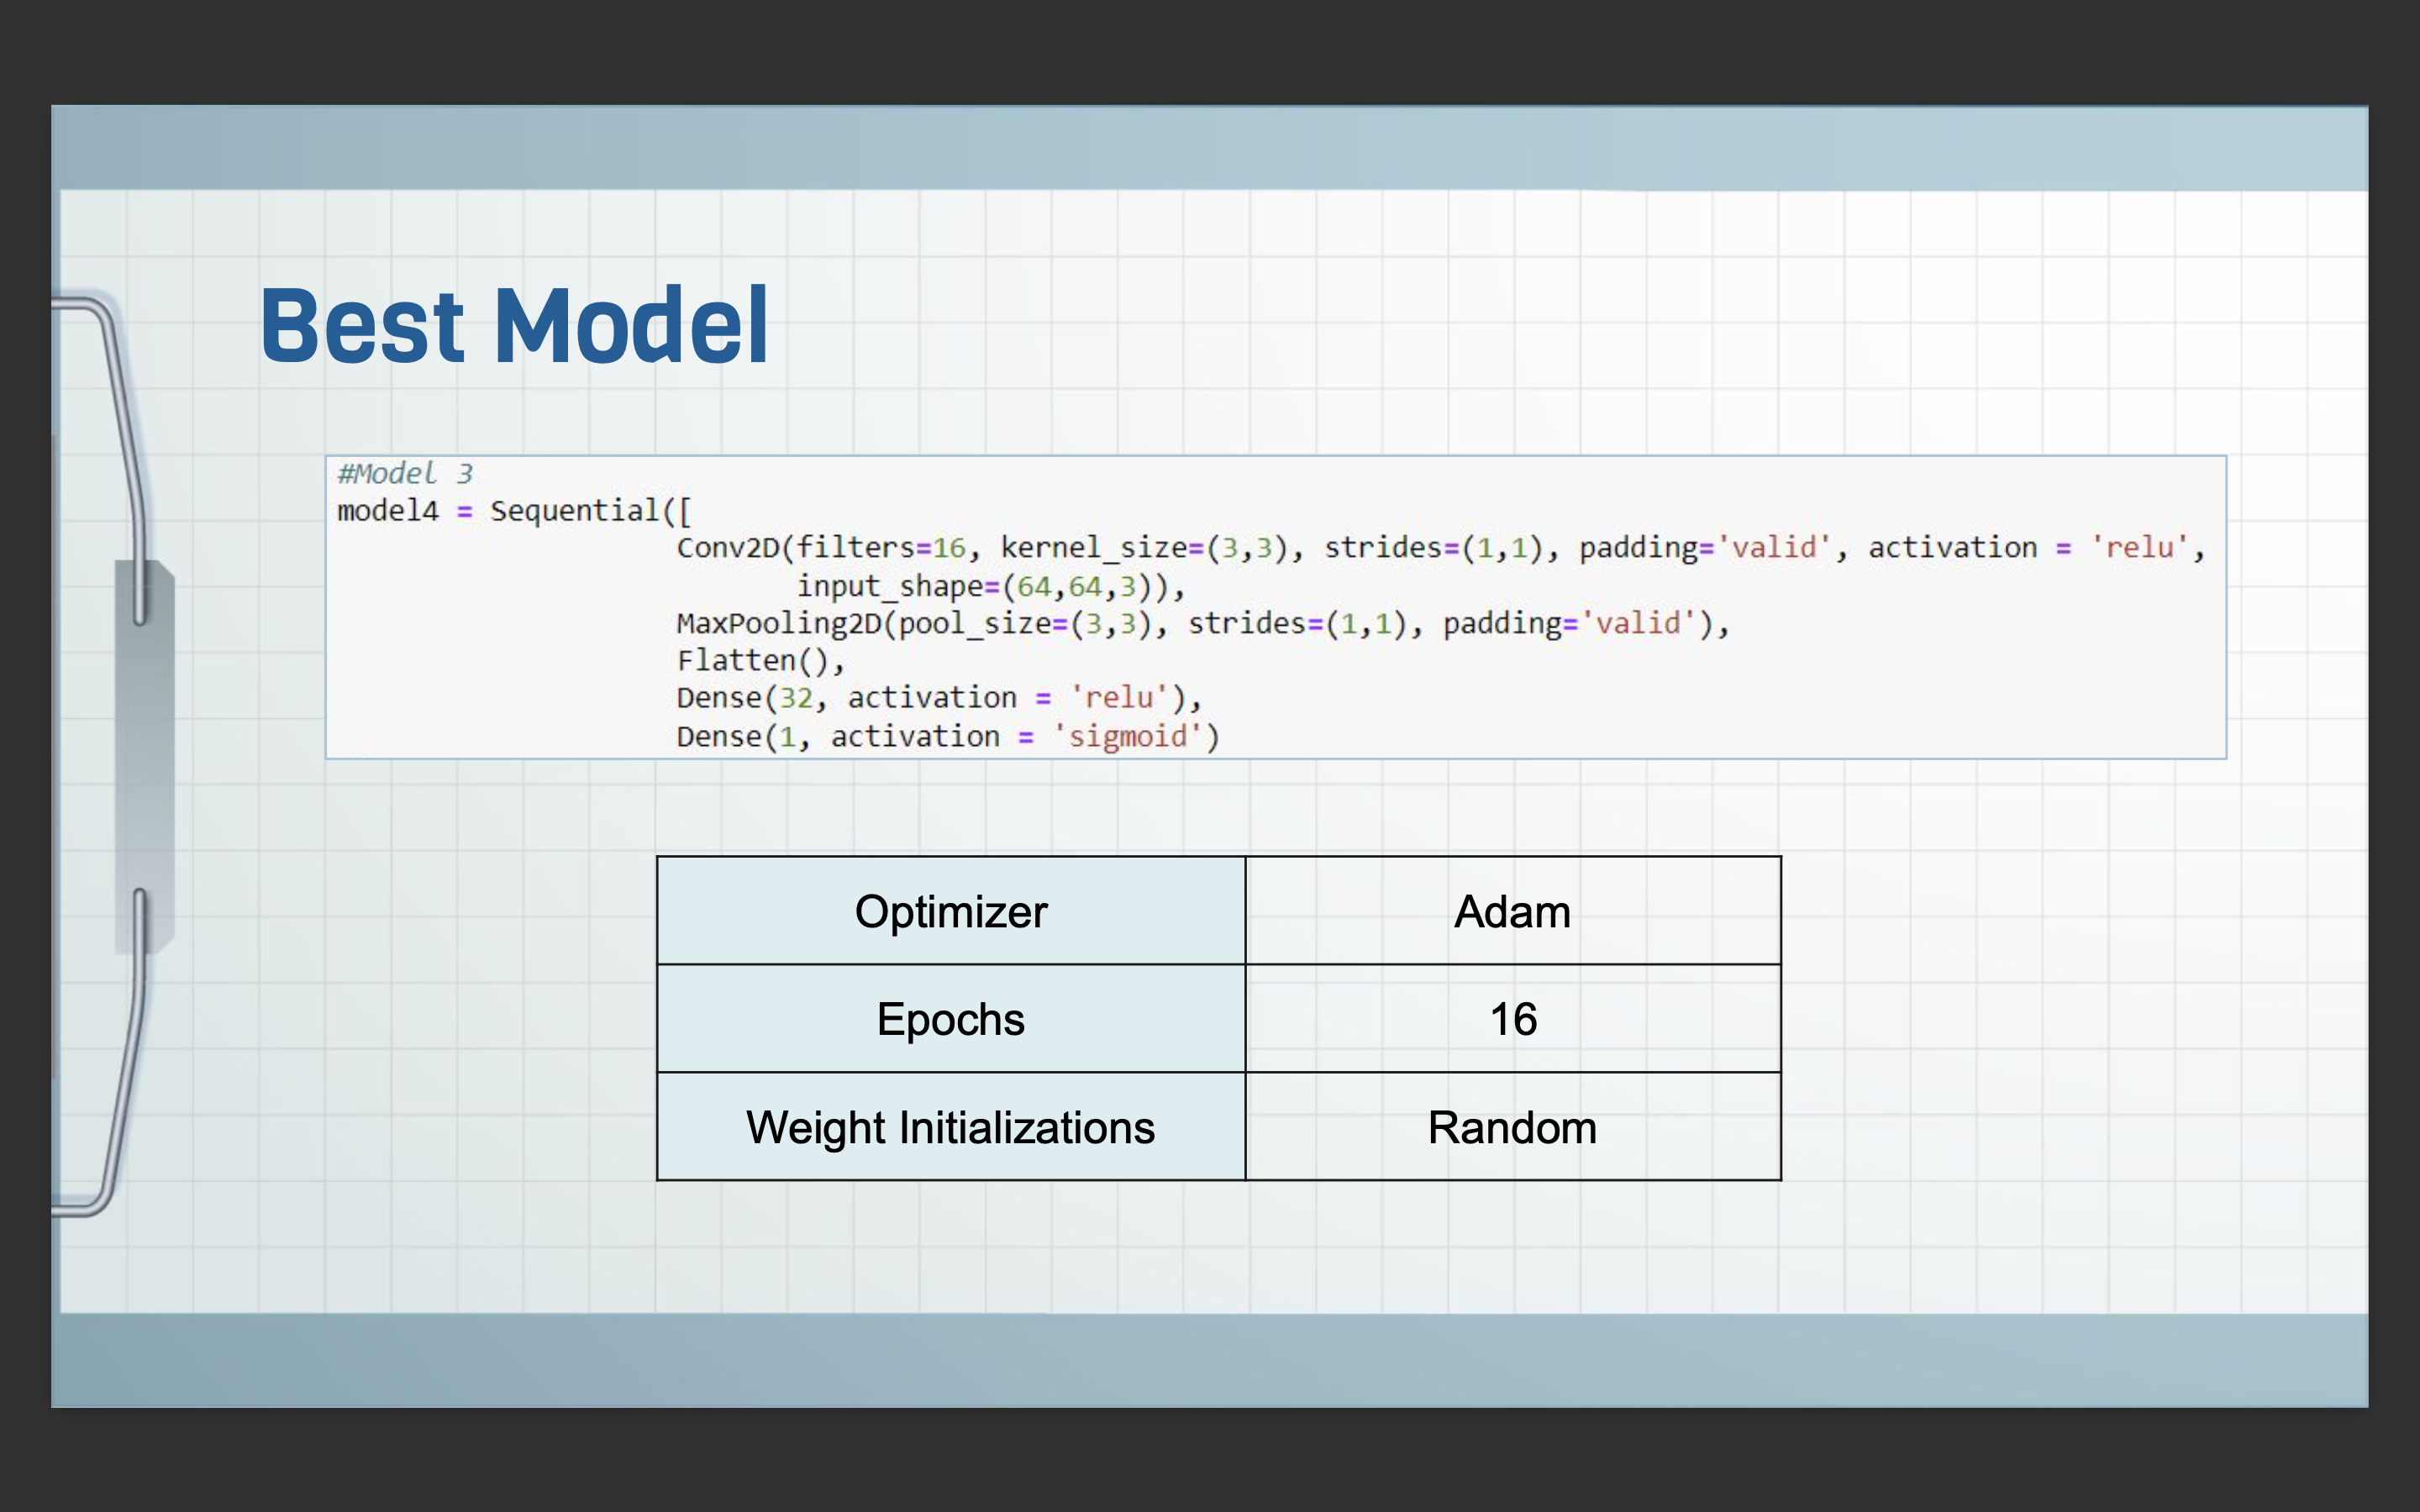 Best Model
#Model 3
model4 = Sequential([
Conv2D(filters=16, kernel_size=(3,3), strides=(1,1), padding='valid', activation = 'relu',
input_shape=(64,64,3)),
MaxPooling2D(pool_size=(3,3), strides=(1,1), padding='valid'),
Flatten(),
Dense(32, activation = 'relu'),
Dense(1, activation = 'sigmoid')
Optimizer Adam
Epochs 16
Weight Initializations Random